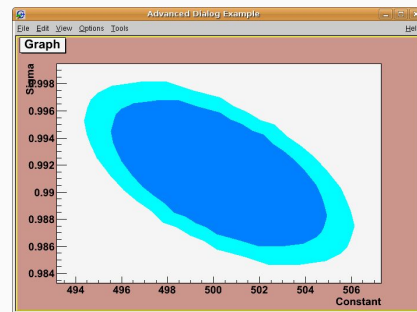 Advanced Dialog Example
File Edit View Options Tools Help
Graph
Sigma
0.998
0.996
0.994
0.992
0.99
0.988
0.986
0.984
494 496 498 500 502 504 506
Constant